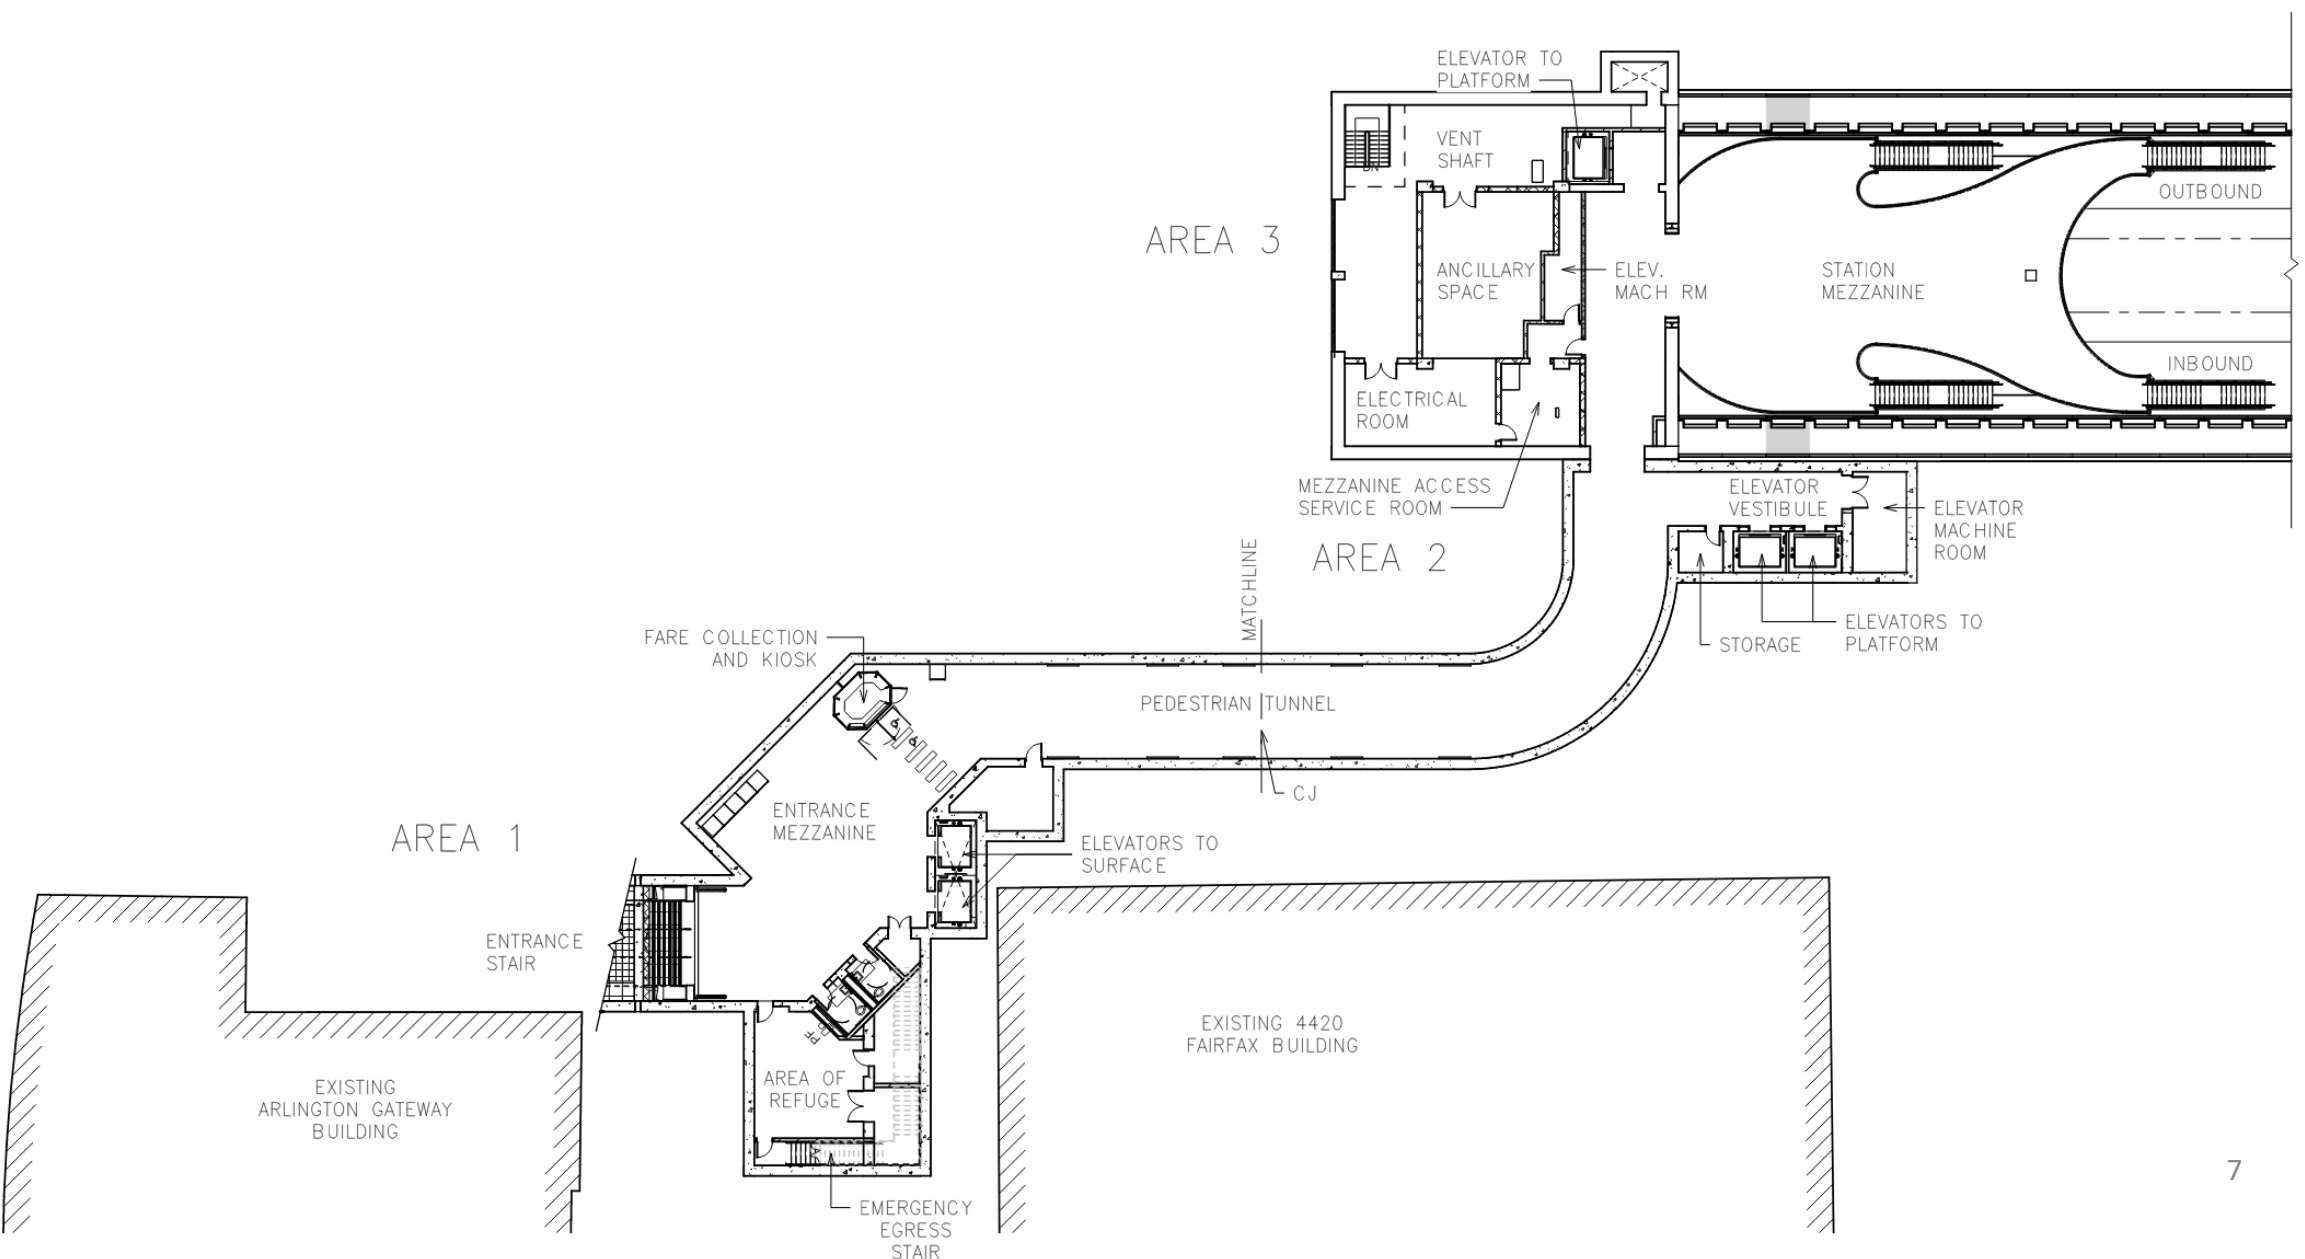 ELEVATOR TO
PLATFORM
VENT
SHAFT
DN
OUTBOUND
AREA 3
ANCILLARY
SPACE
ELEV.
MACH RM
STATION
MEZZANINE
INBOUND
ELECTRICAL
ROOM
MEZZANINE ACCESS
SERVICE ROOM
ELEVATOR
VESTIBULE
ELEVATOR
MACHINE
ROOM
AREA 2
MATCHLINE
FARE COLLECTION
AND KIOSK
STORAGE
ELEVATORS TO
PLATFORM
PEDESTRIAN TUNNEL
CJ
AREA 1
ENTRANCE
MEZZANINE
ELEVATORS TO
SURFACE
ENTRANCE
STAIR
EXISTING 4420
FAIRFAX BUILDING
AREA OF
REFUGE
EXISTING
ARLINGTON GATEWAY
BUILDING
EMERGENCY
EGRESS
STAIR
7